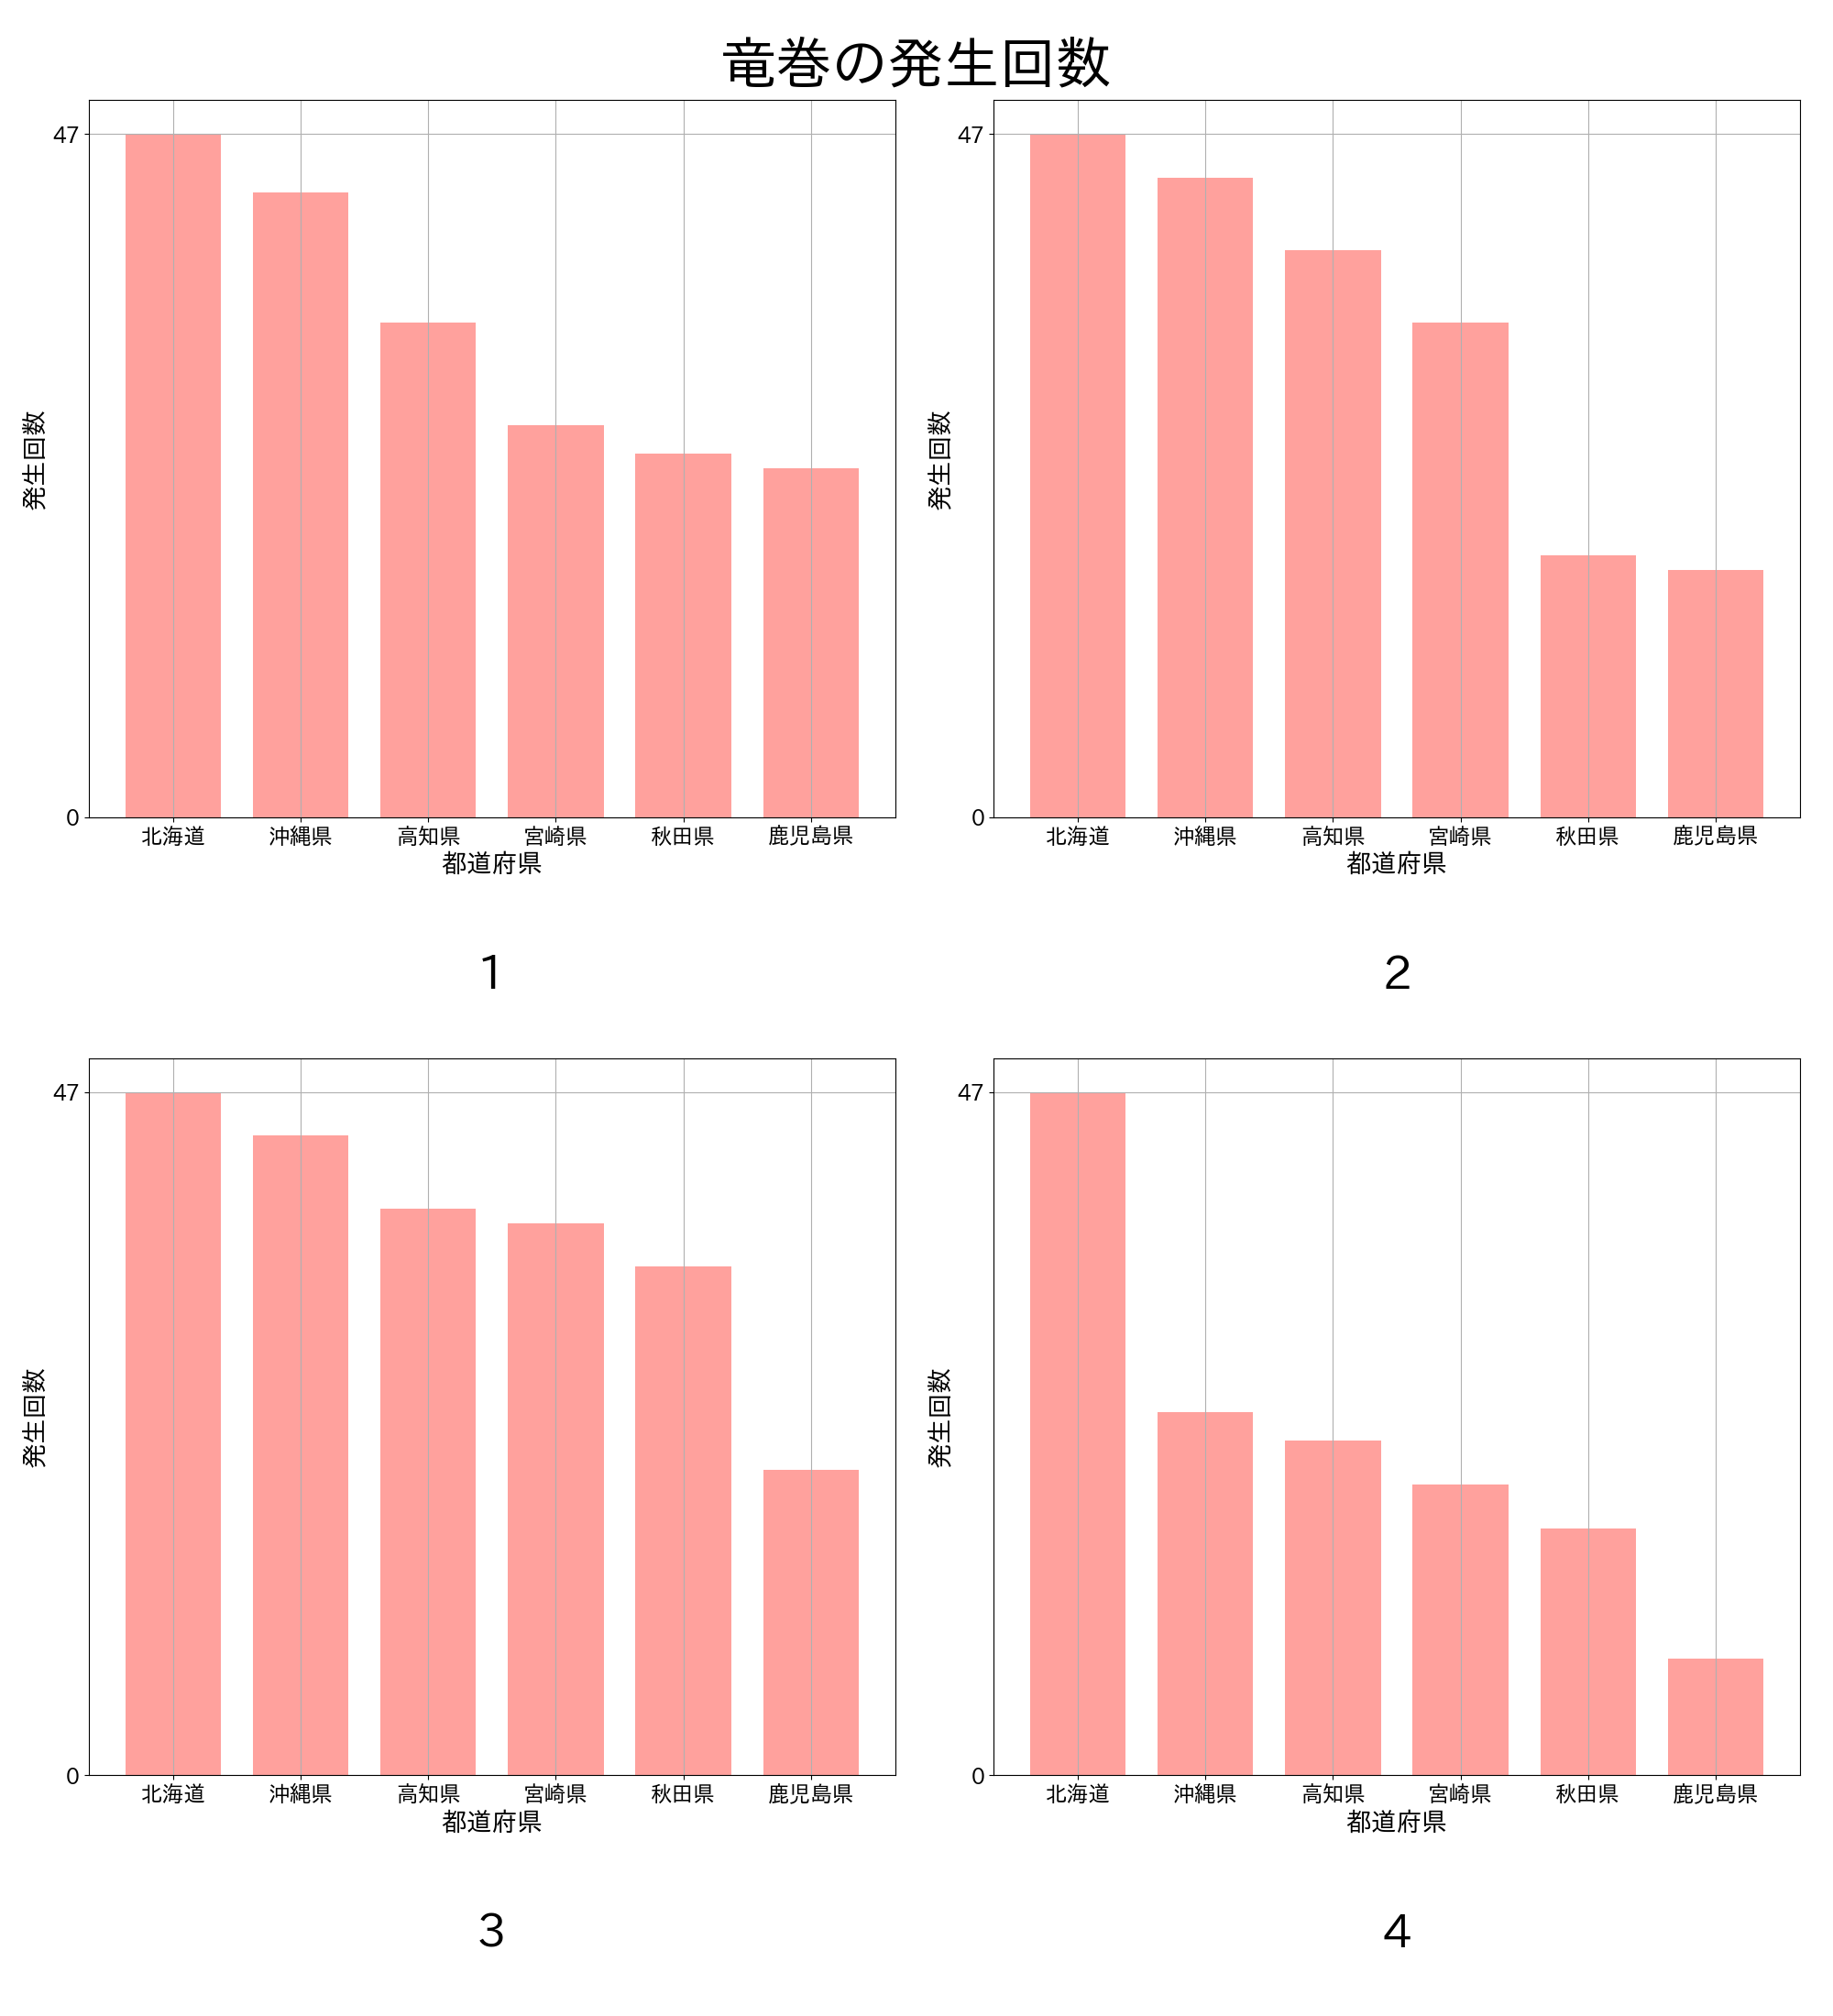 竜巻の発生回数
47
0
発生回数
北海道 沖縄県 高知県 宮崎県 秋田県 鹿児島県
都道府県
1
47
0
発生回数
北海道 沖縄県 高知県 宮崎県 秋田県 鹿児島県
都道府県
2
47
0
発生回数
北海道 沖縄県 高知県 宮崎県 秋田県 鹿児島県
都道府県
3
47
0
発生回数
北海道 沖縄県 高知県 宮崎県 秋田県 鹿児島県
都道府県
4